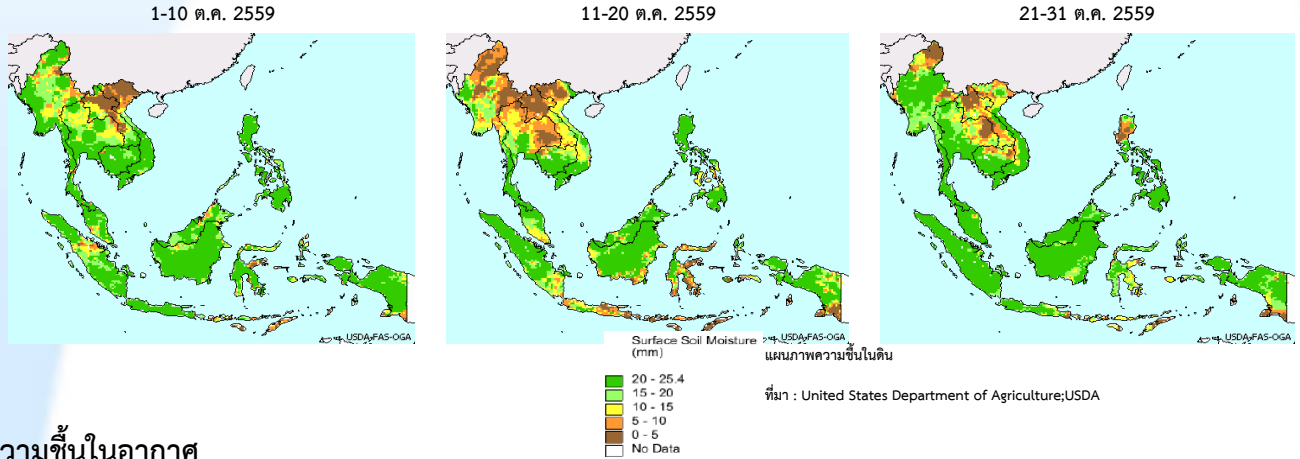 1-10 ต.ค. 2559
11-20 ต.ค. 2559
21-31 ต.ค. 2559
USDA-FAS-OGA
USDA-FAS-OGA
USDA-FAS-OGA
Surface Soil Moisture
(mm)
20 - 25.4
15 - 20
10 - 15
5 - 10
0 - 5
No Data
แผนภาพความชื้นในดิน
ที่มา : United States Department of Agriculture;USDA
วามชื้นในอากาศ